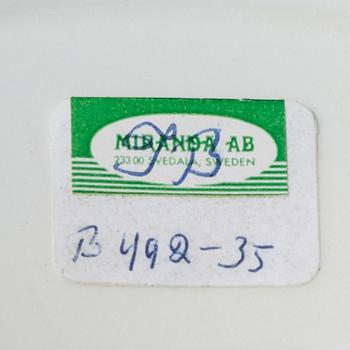 MIRANDA AB
233 00 SVEDALA, SWEDEN
B 492-35